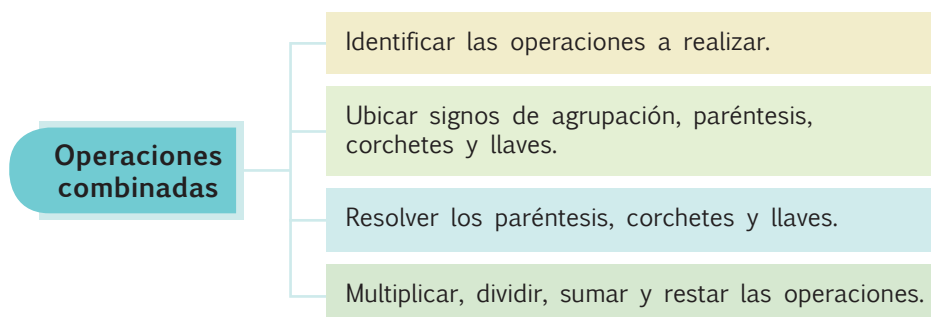 Operaciones
combinadas
Identificar las operaciones a realizar.
Ubicar signos de agrupación, paréntesis,
corchetes y llaves.
Resolver los paréntesis, corchetes y llaves.
Multiplicar, dividir, sumar y restar las operaciones.